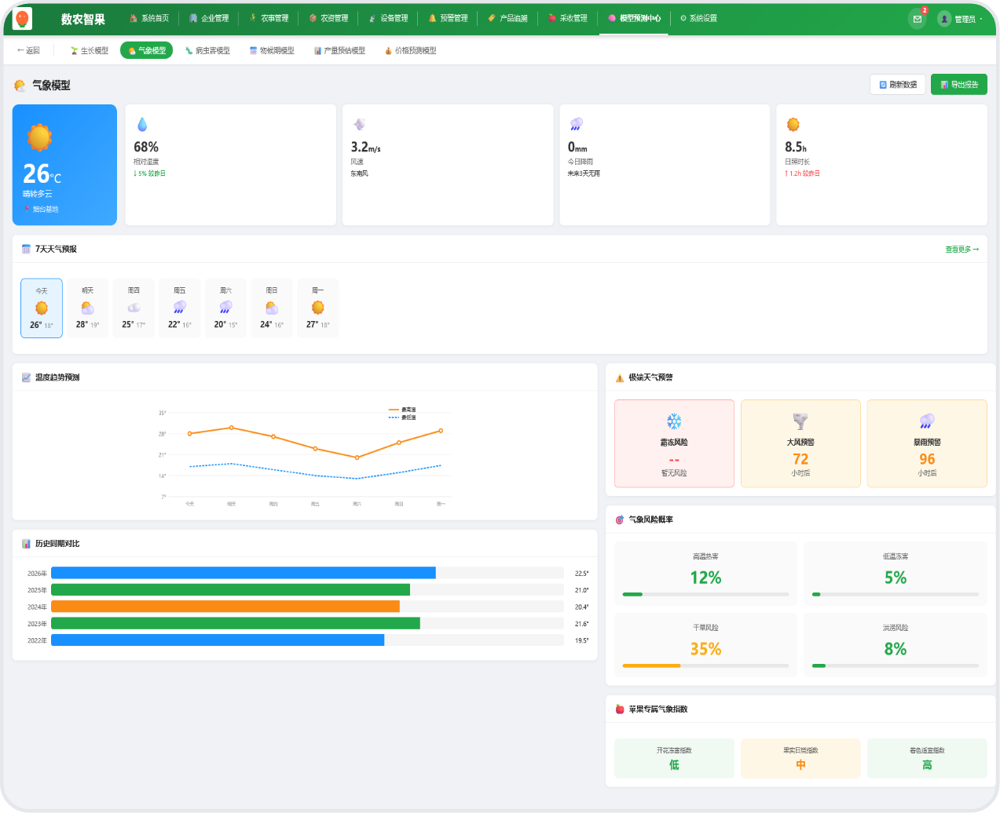 数农智果
系统首页
企业管理
农事管理
农资管理
设备管理
预警管理
产品追溯
采收管理
模型预测中心
系统设置
2
管理员
←返回
生长模型
气象模型
病虫害模型
物候期模型
产量预估模型
价格预测模型
气象模型
刷新数据
导出报告
26°C
晴转多云
烟台基地
68%
相对湿度
↓ 5% 较昨日
3.2m/s
风速
东南风
0mm
今日降雨
未来3天无雨
8.5h
日照时长
↑ 1.2h 较昨日
7天天气预报
查看更多 →
今天
26° 18°
明天
28° 19°
周四
25° 17°
周五
22° 16°
周六
20° 15°
周日
24° 16°
周一
27° 18°
温度趋势预测
最高温
最低温
35°
28°
21°
14°
7°
今天 明天 周四 周五 周六 周日 周一
历史同期对比
2026年 22.5°
2025年 21.0°
2024年 20.4°
2023年 21.6°
2022年 19.5°
极端天气预警
霜冻风险
--
暂无风险
大风预警
72
小时后
暴雨预警
96
小时后
气象风险概率
高温热害
12%
低温冻害
5%
干旱风险
35%
洪涝风险
8%
苹果专属气象指数
开花冻害指数
低
果实日烧指数
中
着色适宜指数
高